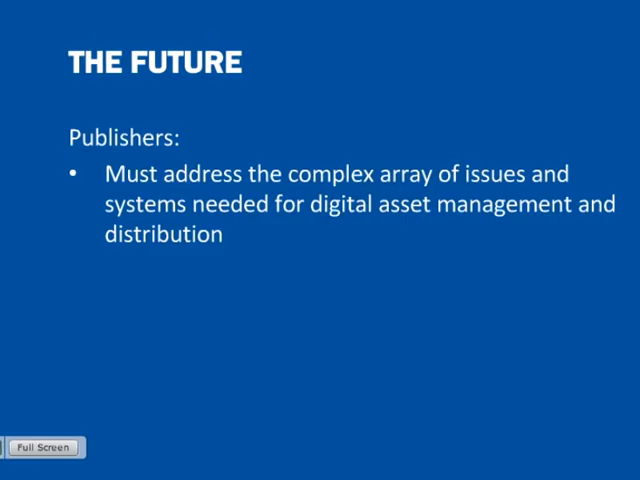 THE FUTURE
Publishers:
• Must address the complex array of issues and
systems needed for digital asset management and
distribution
Full Screen